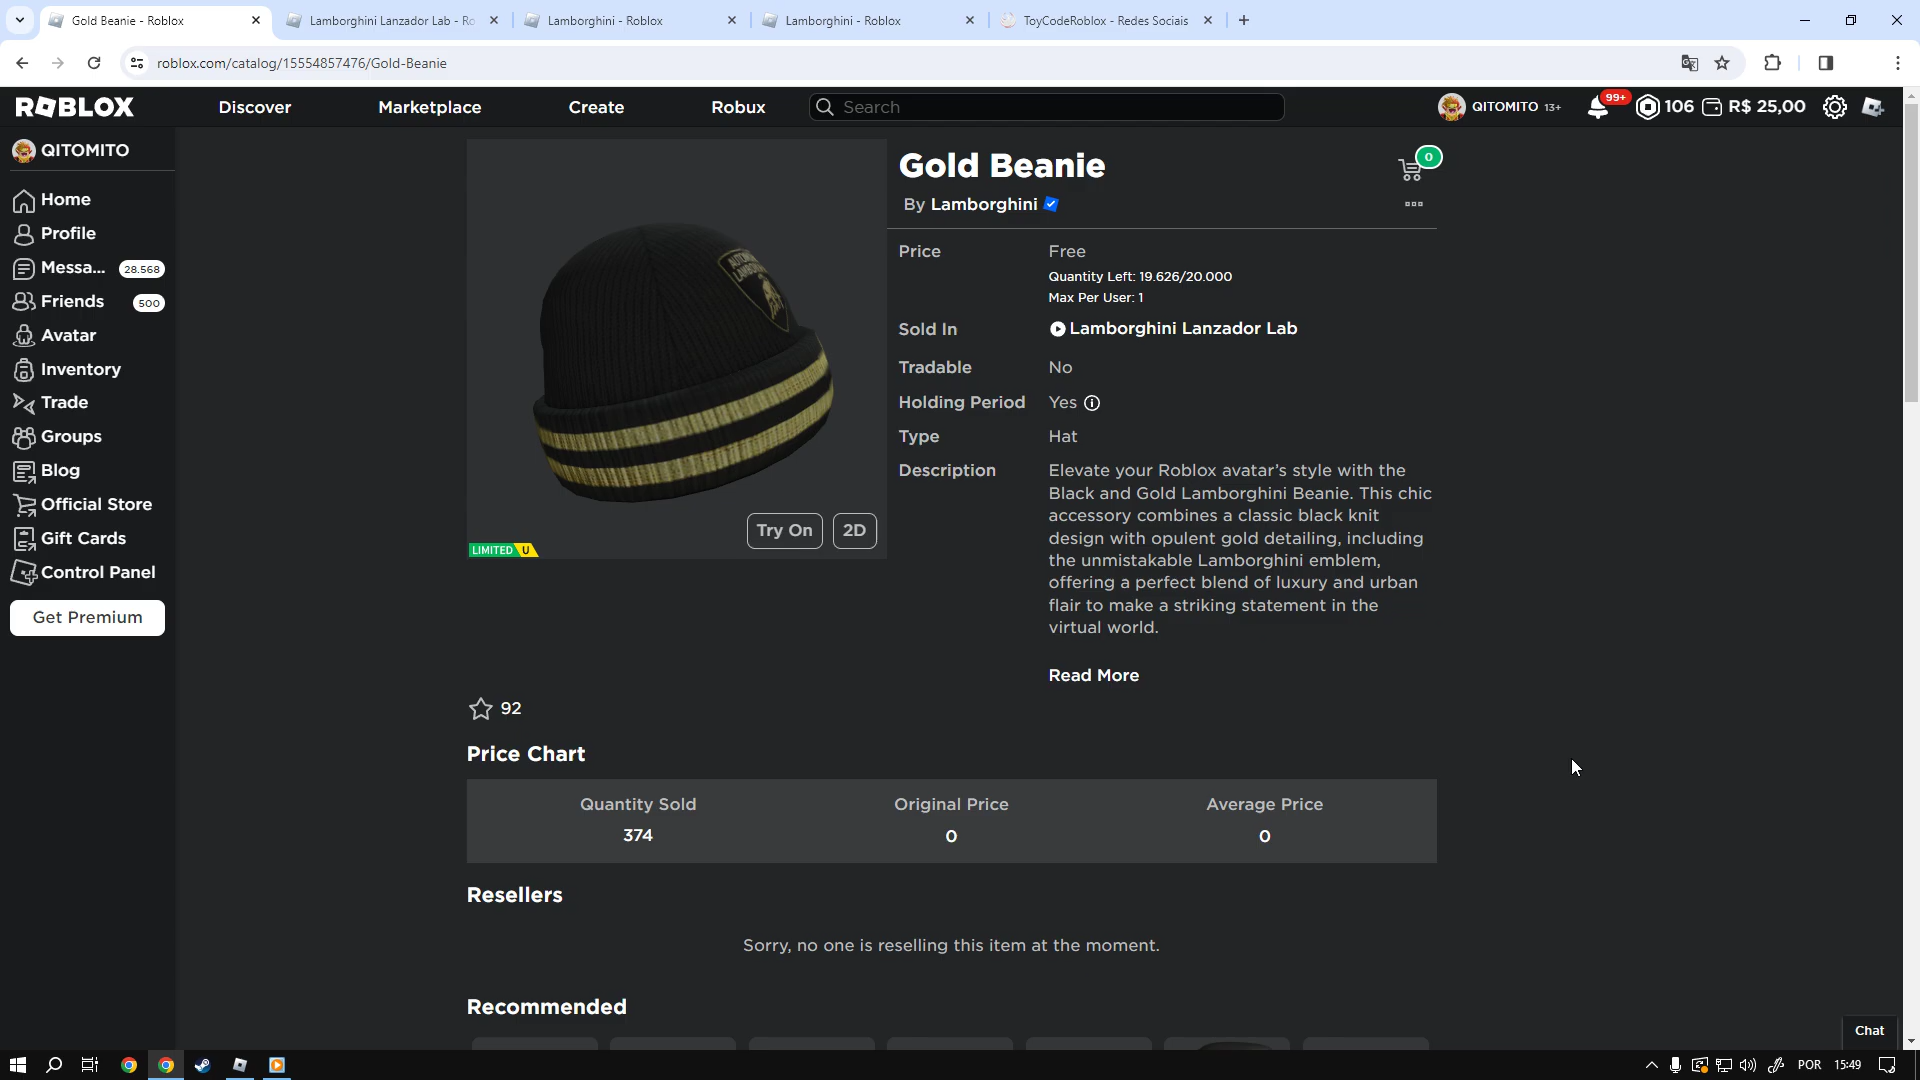 Gold Beanie - Roblox
Lamborghini Lanzador Lab - Ro
Lamborghini - Roblox
Lamborghini - Roblox
ToyCodeRoblox - Redes Sociais
roblox.com/catalog/15554857476/Gold-Beanie
ROBLOX
Discover
Marketplace
Create
Robux
Search
QITOMITO 13+
99+
106
R$ 25,00
QITOMITO
Home
Profile
Messa... 28.568
Friends 500
Avatar
Inventory
Trade
Groups
Blog
Official Store
Gift Cards
Control Panel
Get Premium
AUTOMOBILI
LAMBORGHINI
Try On
2D
LIMITED U
Gold Beanie
0
By Lamborghini
Price Free
Quantity Left: 19.626/20.000
Max Per User: 1
Sold In Lamborghini Lanzador Lab
Tradable No
Holding Period Yes
Type Hat
Description Elevate your Roblox avatar’s style with the
Black and Gold Lamborghini Beanie. This chic
accessory combines a classic black knit
design with opulent gold detailing, including
the unmistakable Lamborghini emblem,
offering a perfect blend of luxury and urban
flair to make a striking statement in the
virtual world.
Read More
92
Price Chart
Quantity Sold Original Price Average Price
374 0 0
Resellers
Sorry, no one is reselling this item at the moment.
Recommended
Chat
POR 15:49